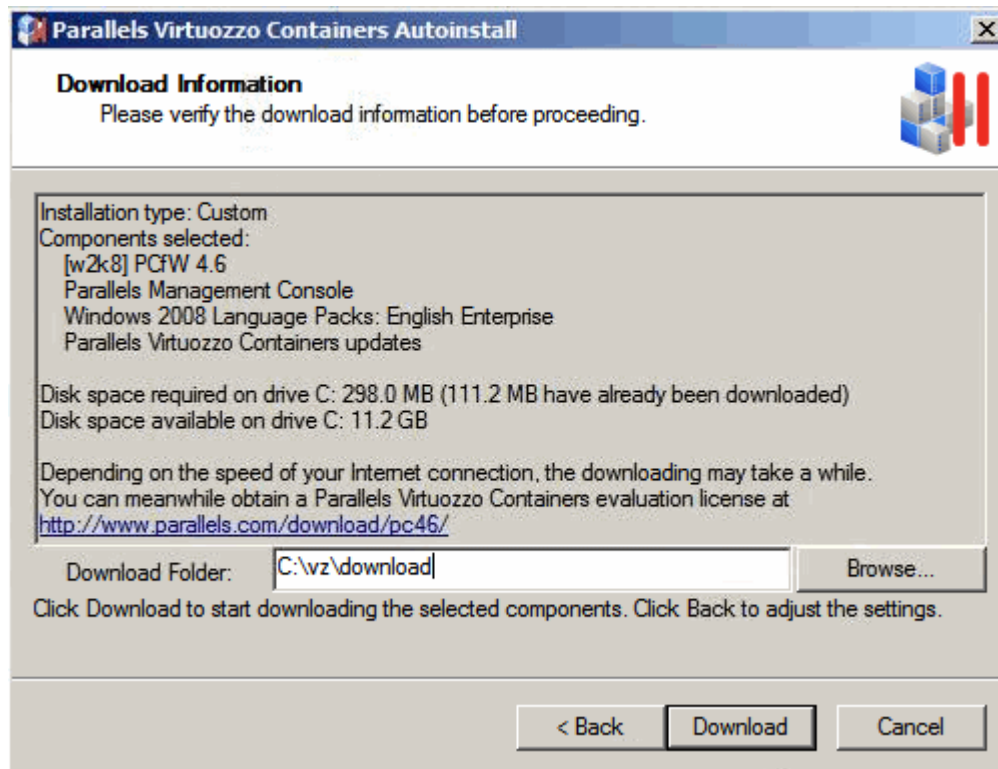 Parallels Virtuozzo Containers Autoinstall
Download Information
Please verify the download information before proceeding.
Installation type: Custom
Components selected:
[w2k8] PCfW 4.6
Parallels Management Console
Windows 2008 Language Packs: English Enterprise
Parallels Virtuozzo Containers updates
Disk space required on drive C: 298.0 MB (111.2 MB have already been downloaded)
Disk space available on drive C: 11.2 GB
Depending on the speed of your Internet connection, the downloading may take a while.
You can meanwhile obtain a Parallels Virtuozzo Containers evaluation license at
http://www.parallels.com/download/pc46/
Download Folder: C:\vz\download Browse...
Click Download to start downloading the selected components. Click Back to adjust the settings.
< Back Download Cancel